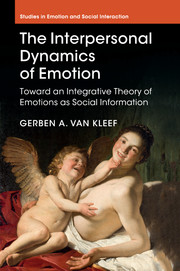 Studies in Emotion and Social Interaction
The Interpersonal
Dynamics
of Emotion
Toward an Integrative Theory of
Emotions as Social Information
GERBEN A. VAN KLEEF